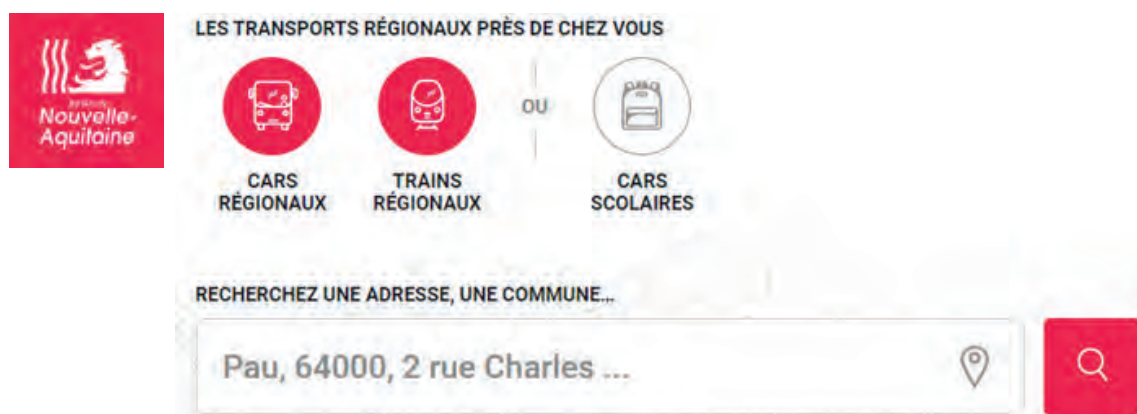 LES TRANSPORTS RÉGIONAUX PRÈS DE CHEZ VOUS
RÉGION
Nouvelle-
Aquitaine
OU
CARS
RÉGIONAUX
TRAINS
RÉGIONAUX
CARS
SCOLAIRES
RECHERCHEZ UNE ADRESSE, UNE COMMUNE...
Pau, 64000, 2 rue Charles ...